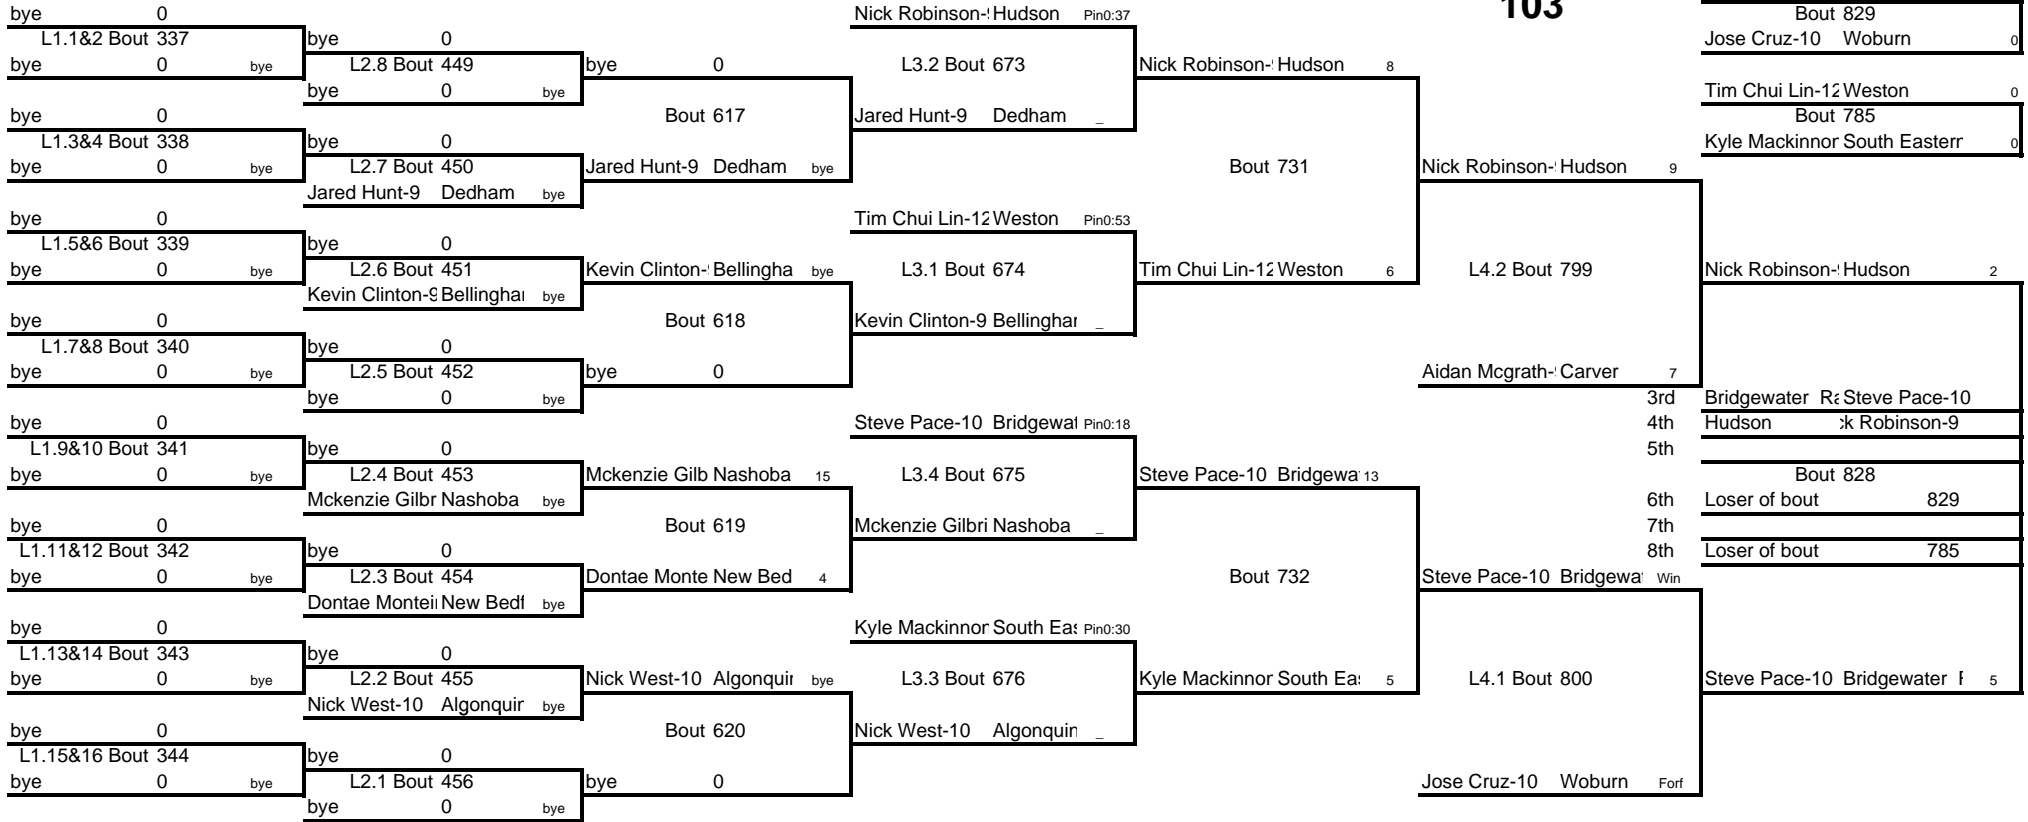 103
bye 0 Nick Robinson-9 Hudson Pin0:37 Bout 829
L1.1&2 Bout 337 bye 0 Jose Cruz-10 Woburn 0
bye 0 bye L2.8 Bout 449 bye 0 L3.2 Bout 673 Nick Robinson- Hudson 8
bye 0 bye Tim Chui Lin-12 Weston 0
bye 0 Bout 617 Jared Hunt-9 Dedham _ Bout 785
L1.3&4 Bout 338 bye 0 Kyle Mackinnor South Eastern 0
bye 0 bye L2.7 Bout 450 Jared Hunt-9 Dedham bye Bout 731 Nick Robinson- Hudson 9
Jared Hunt-9 Dedham bye
bye 0 Tim Chui Lin-12 Weston Pin0:53
L1.5&6 Bout 339 bye 0
bye 0 bye L2.6 Bout 451 Kevin Clinton- Bellingha bye L3.1 Bout 674 Tim Chui Lin-12 Weston 6 L4.2 Bout 799 Nick Robinson- Hudson 2
Kevin Clinton-9 Bellinghar bye
bye 0 Bout 618 Kevin Clinton-9 Bellinghar _
L1.7&8 Bout 340 bye 0
bye 0 bye L2.5 Bout 452 bye 0 Aidan Mcgrath- Carver 7
bye 0 bye 3rd Bridgewater Ra Steve Pace-10
bye 0 Steve Pace-10 Bridgewat Pin0:18 4th Hudson k Robinson-9
L1.9&10 Bout 341 bye 0 5th
bye 0 bye L2.4 Bout 453 Mckenzie Gilb Nashoba 15 L3.4 Bout 675 Steve Pace-10 Bridgewa 13 Bout 828
Mckenzie Gilbr Nashoba bye 6th Loser of bout 829
bye 0 Bout 619 Mckenzie Gilbri Nashoba _ 7th
L1.11&12 Bout 342 bye 0 8th Loser of bout 785
bye 0 bye L2.3 Bout 454 Dontae Monte New Bed 4 Bout 732 Steve Pace-10 Bridgewa Win
Dontae Montei New Bedf bye
bye 0 Kyle Mackinnor South Eas Pin0:30
L1.13&14 Bout 343 bye 0
bye 0 bye L2.2 Bout 455 Nick West-10 Algonquin bye L3.3 Bout 676 Kyle Mackinnor South Eas 5 L4.1 Bout 800 Steve Pace-10 Bridgewater 5
Nick West-10 Algonquin bye
bye 0 Bout 620 Nick West-10 Algonquin _
L1.15&16 Bout 344 bye 0
bye 0 bye L2.1 Bout 456 bye 0 Jose Cruz-10 Woburn Forf
bye 0 bye